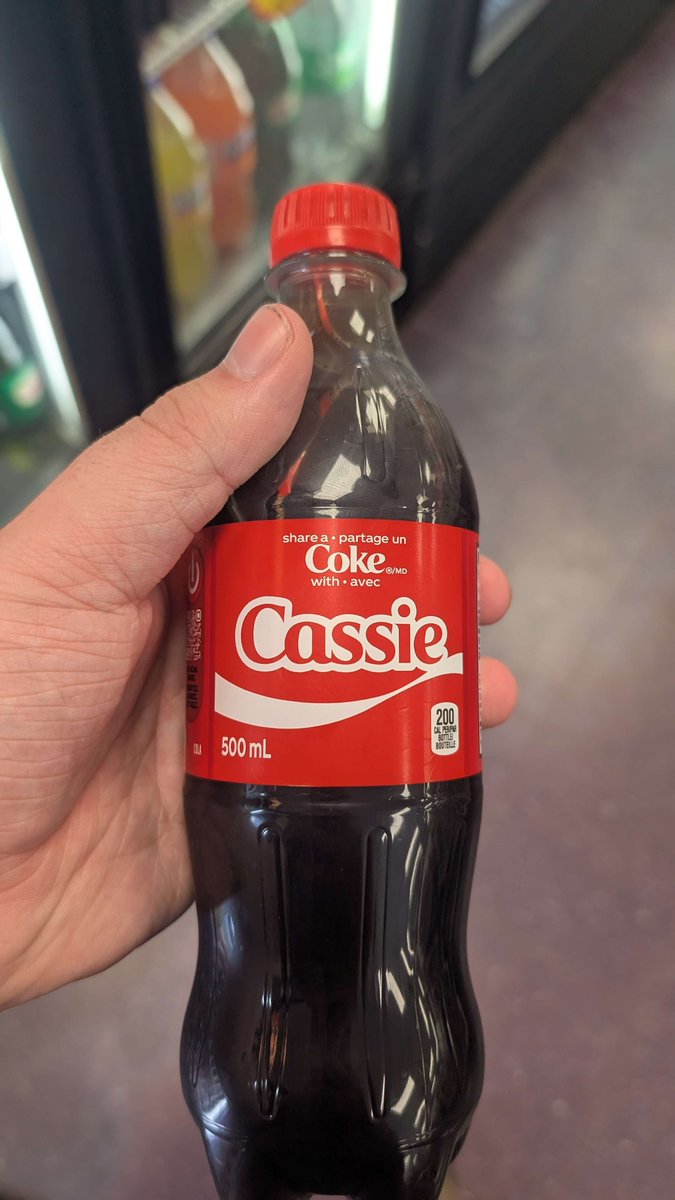 share a • partage un
Coke ®/MD
with • avec
Cassie
500 mL
200
CAL PER/PAR
BOTTLE/
BOUTEILLE